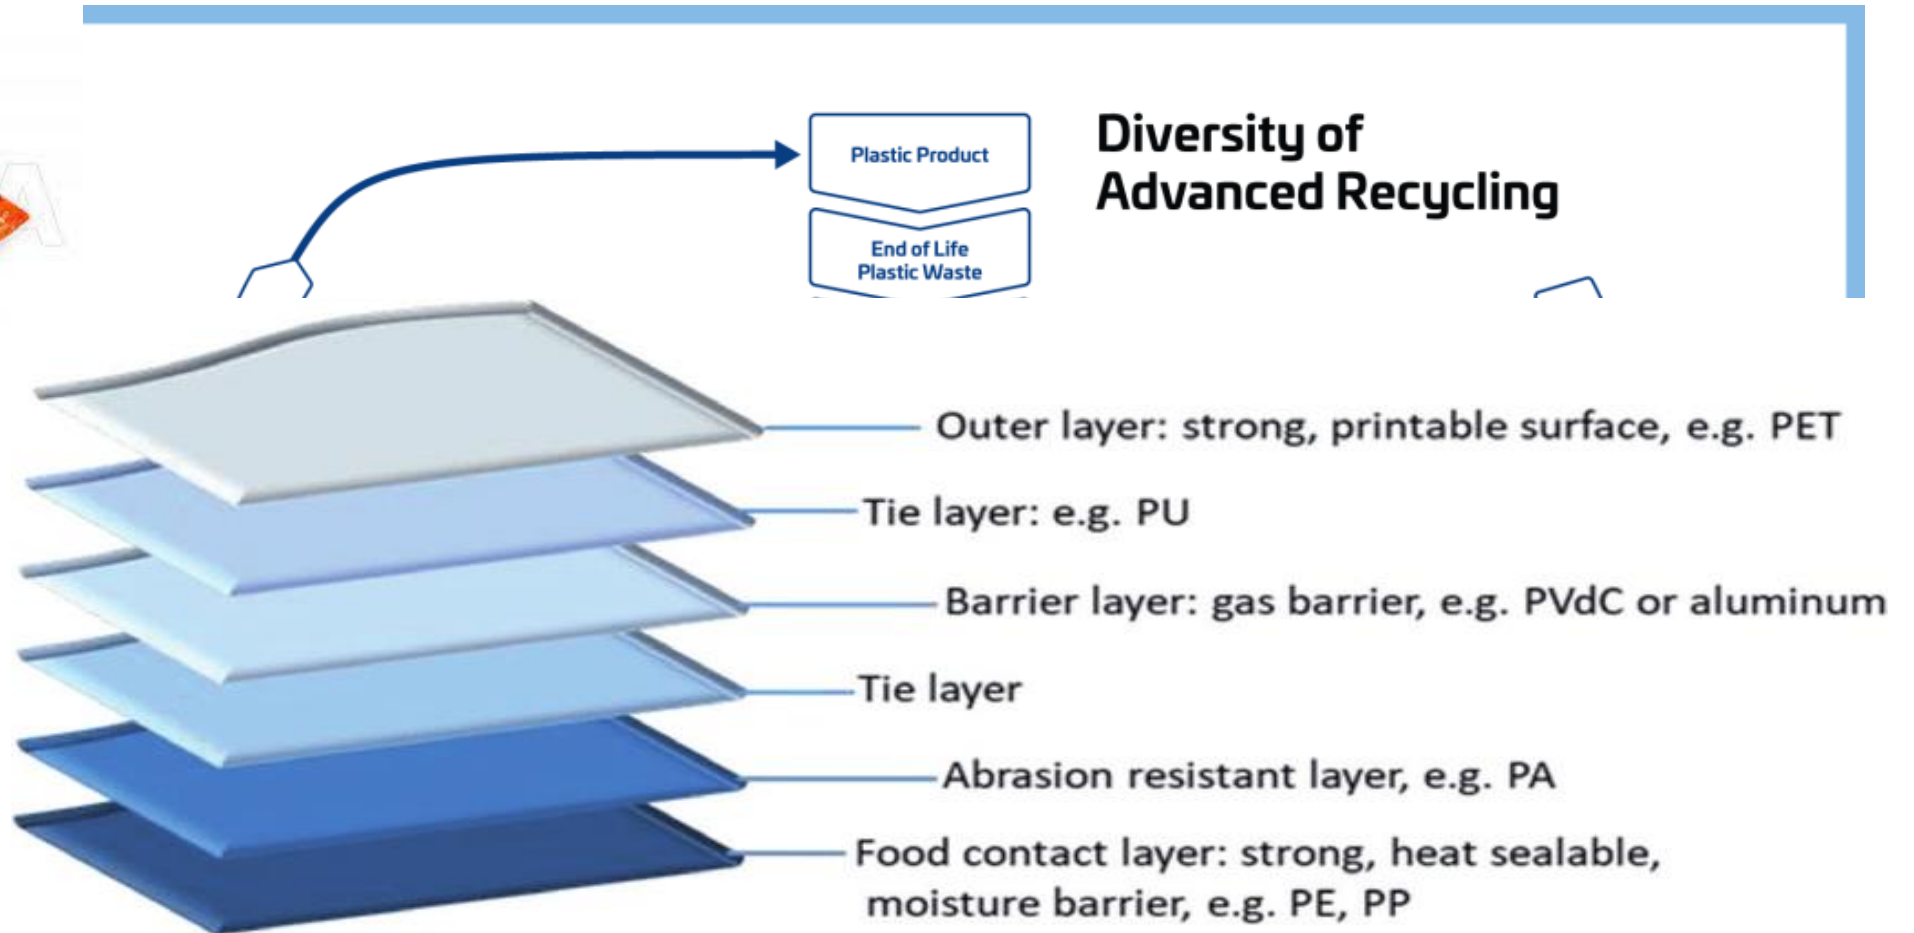 Diversity of
Advanced Recycling
Plastic Product
End of Life
Plastic Waste
Outer layer: strong, printable surface, e.g. PET
Tie layer: e.g. PU
Barrier layer: gas barrier, e.g. PVdC or aluminum
Tie layer
Abrasion resistant layer, e.g. PA
Food contact layer: strong, heat sealable,
moisture barrier, e.g. PE, PP